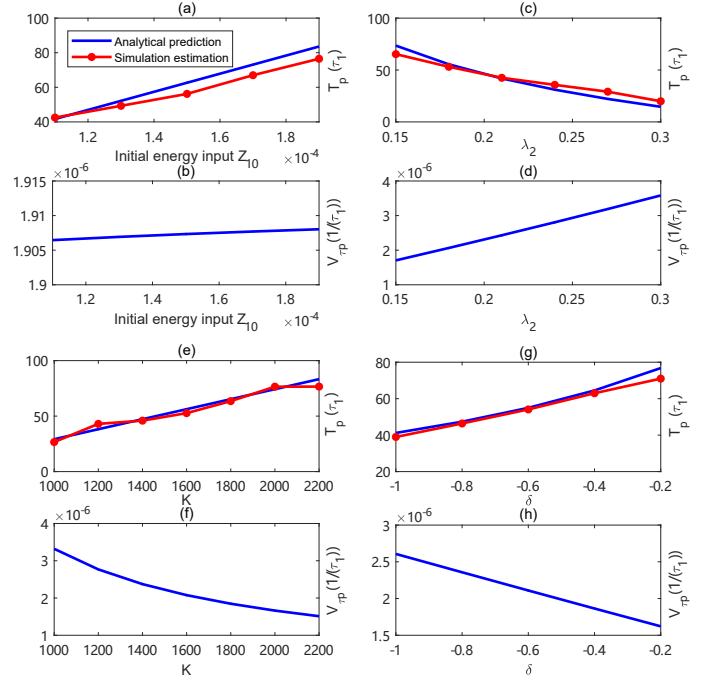 (a)
100
80
60
40
Analytical prediction
Simulation estimation
1.2 1.4 1.6 1.8
Initial energy input Z10 ×10-4
Tp (τ1)
(c)
100
50
0
0.15 0.2 0.25 0.3
λ2
Tp (τ1)
(b)
×10-6
1.915
1.91
1.905
1.9
1.2 1.4 1.6 1.8
Initial energy input Z10 ×10-4
Vτp(1/(τ1))
(d)
×10-6
4
3
2
1
0.15 0.2 0.25 0.3
λ2
Vτp(1/(τ1))
(e)
100
50
0
1000 1200 1400 1600 1800 2000 2200
K
Tp (τ1)
(g)
80
60
40
20
-1 -0.8 -0.6 -0.4 -0.2
δ
Tp (τ1)
(f)
×10-6
4
3
2
1
1000 1200 1400 1600 1800 2000 2200
K
Vτp(1/(τ1))
(h)
×10-6
3
2.5
2
1.5
-1 -0.8 -0.6 -0.4 -0.2
δ
Vτp(1/(τ1))